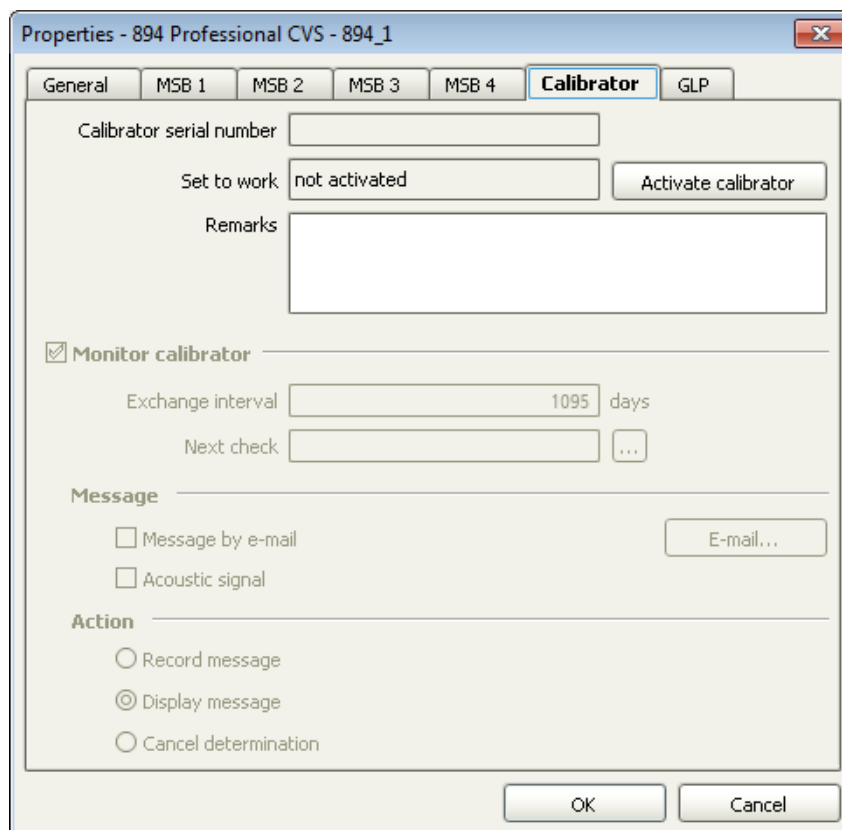 Properties - 894 Professional CVS - 894_1
General MSB 1 MSB 2 MSB 3 MSB 4 Calibrator GLP
Calibrator serial number
Set to work not activated Activate calibrator
Remarks
Monitor calibrator
Exchange interval 1095 days
Next check ...
Message
Message by e-mail E-mail...
Acoustic signal
Action
Record message
Display message
Cancel determination
OK Cancel